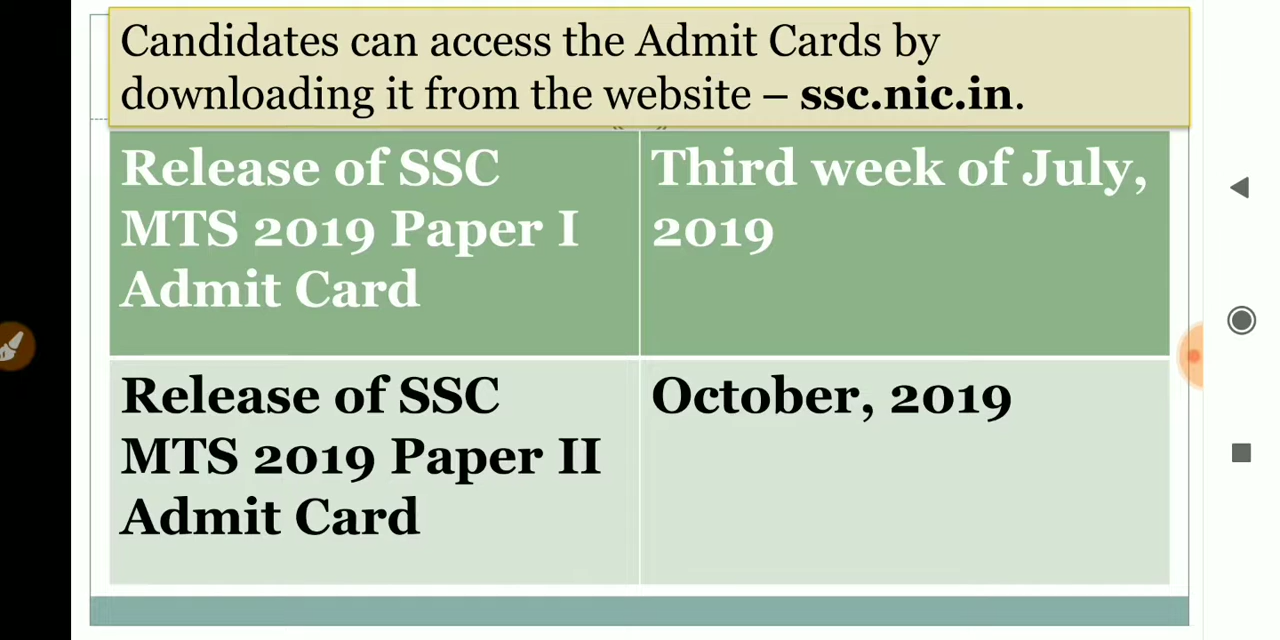 Candidates can access the Admit Cards by
downloading it from the website – ssc.nic.in.
Release of SSC
MTS 2019 Paper I
Admit Card
Third week of July,
2019
Release of SSC
MTS 2019 Paper II
Admit Card
October, 2019